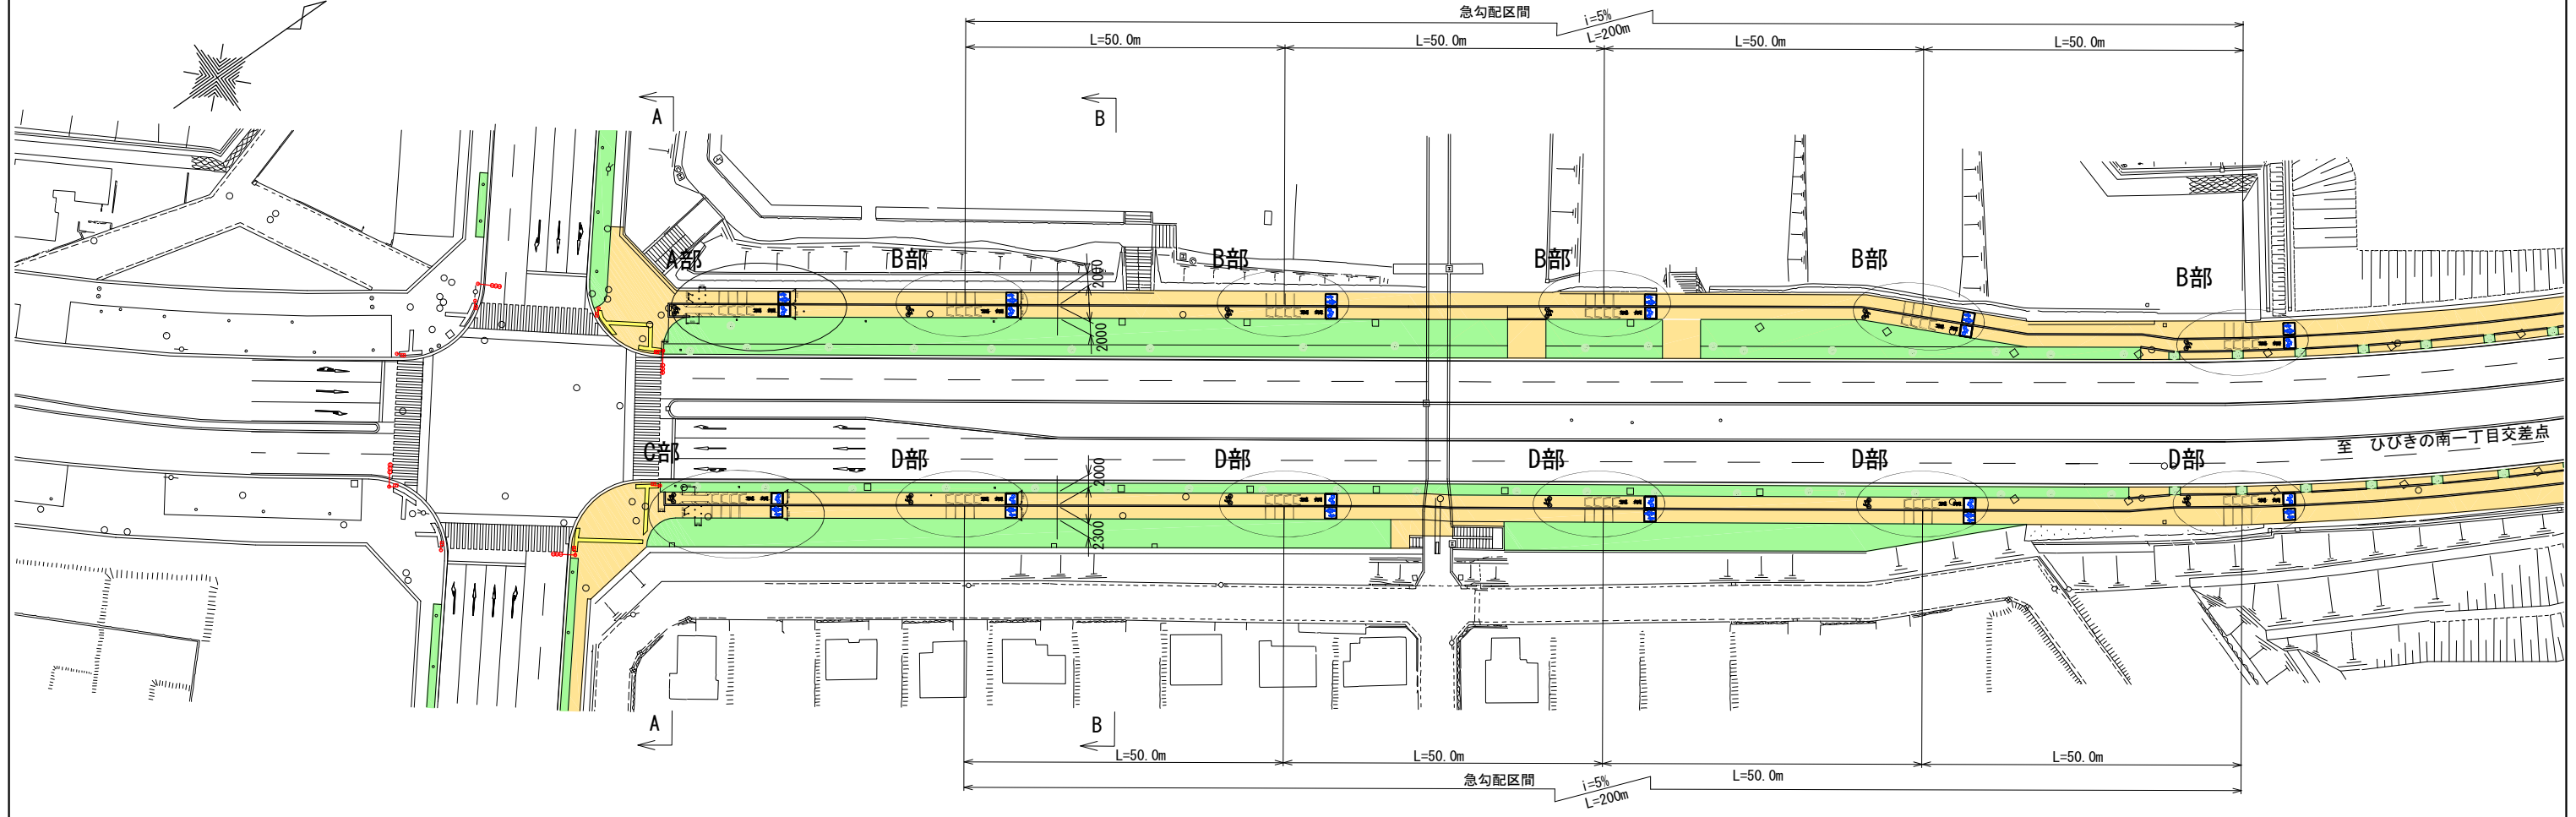 急勾配区間
i=5%
L=200m
L=50.0m
L=50.0m
L=50.0m
L=50.0m
A
B
A部
B部
B部
B部
B部
B部
2000
2000
至 ひびきの南一丁目交差点
C部
D部
D部
D部
D部
D部
2000
2300
A
B
L=50.0m
L=50.0m
L=50.0m
L=50.0m
急勾配区間
i=5%
L=200m